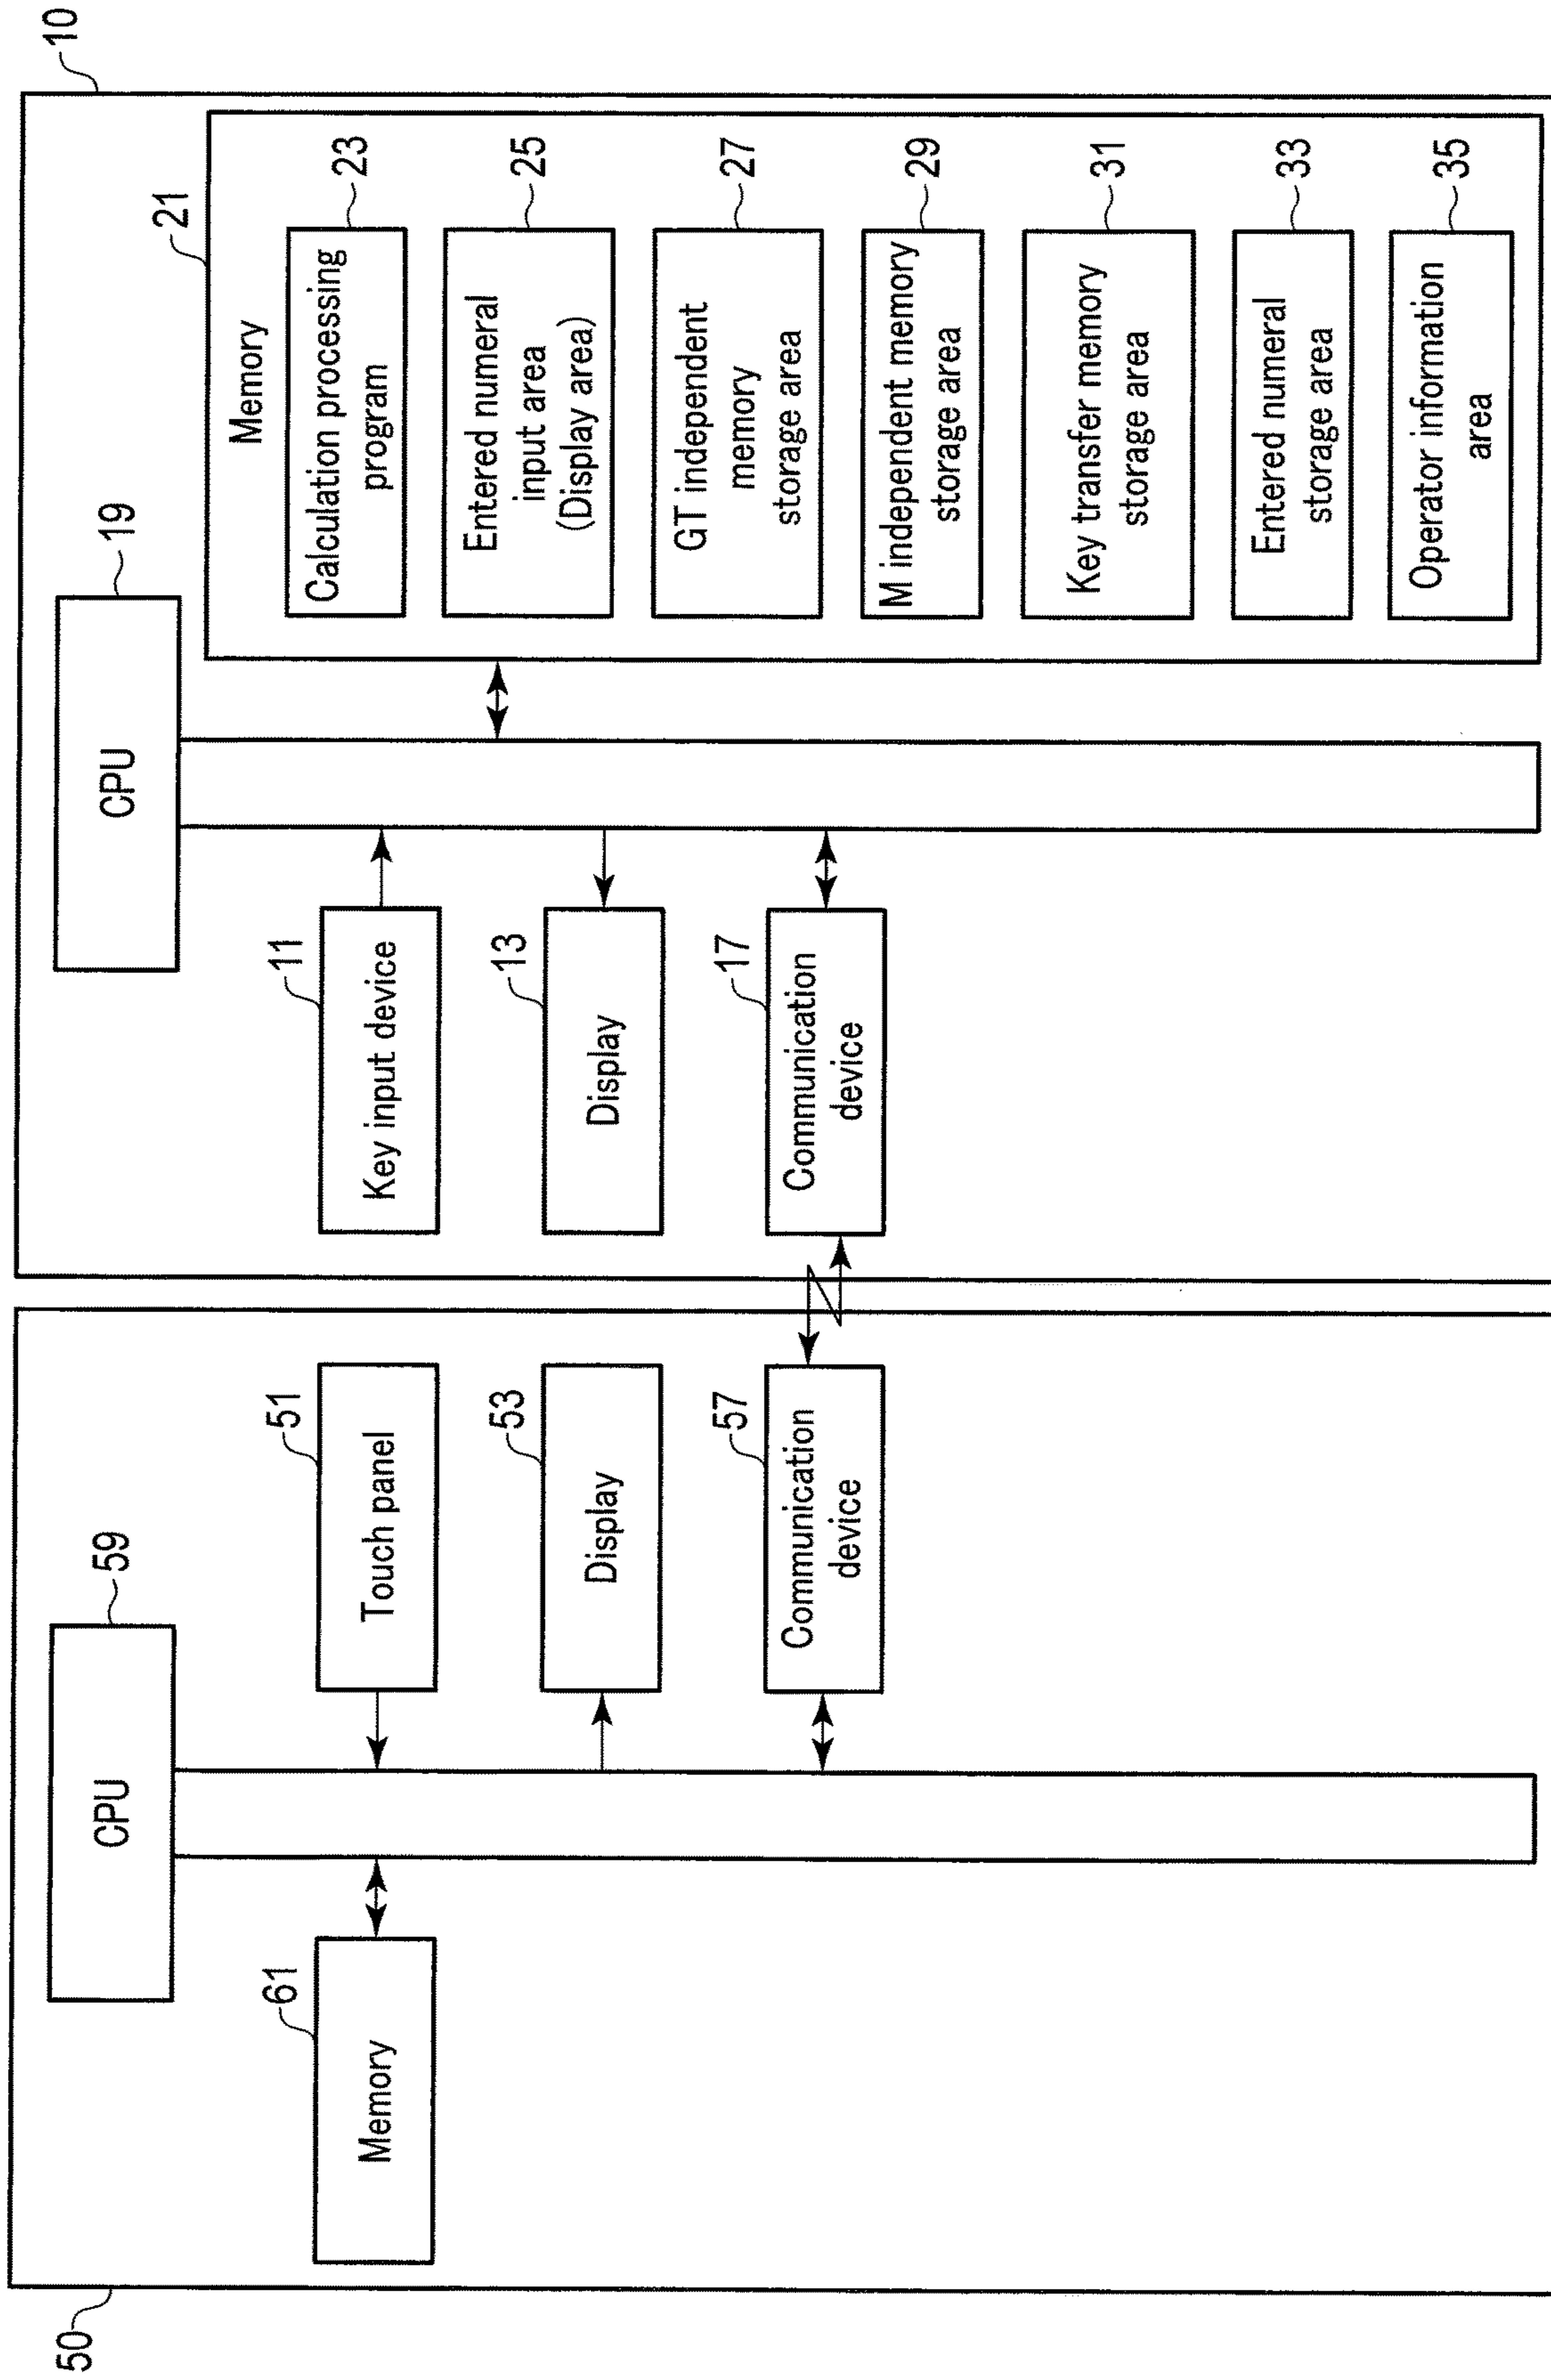 50
59
CPU
61
Memory
51
Touch panel
53
Display
57
Communication
device
10
19
CPU
11
Key input device
13
Display
17
Communication
device
21
Memory
23
Calculation processing
program
25
Entered numeral
input area
(Display area)
27
GT independent
memory
storage area
29
M independent memory
storage area
31
Key transfer memory
storage area
33
Entered numeral
storage area
35
Operator information
area